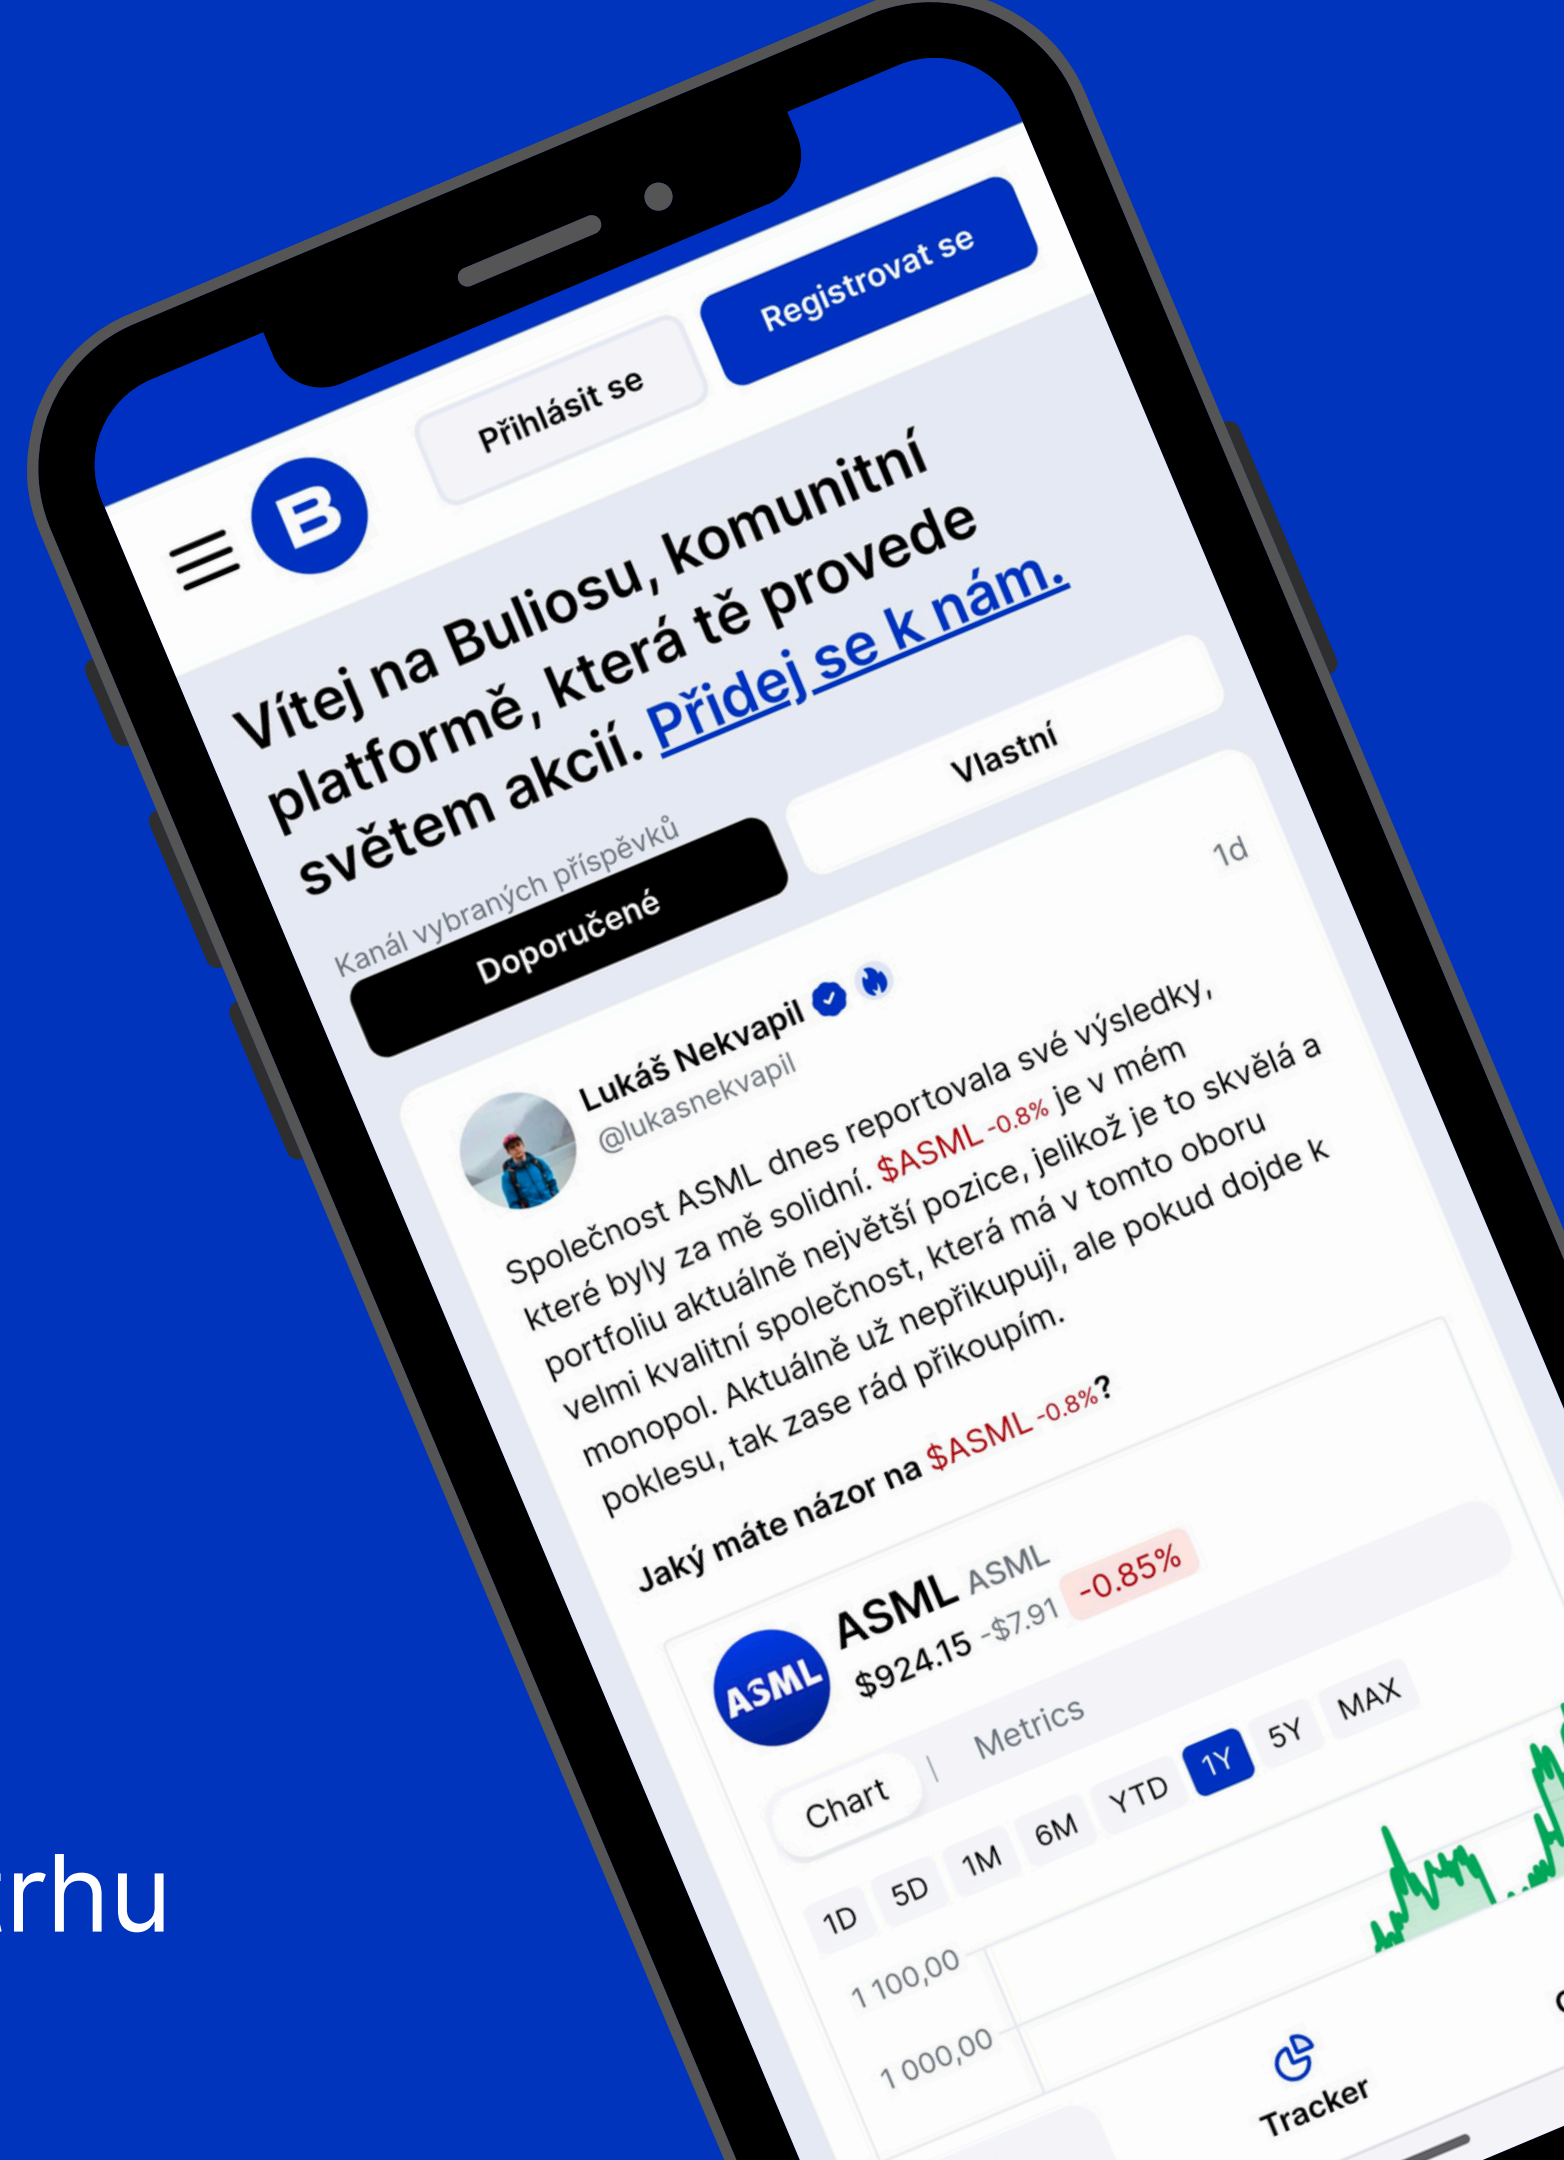 Přihlásit se
Registrovat se
B
Vítej na Buliosu, komunitní
platformě, která tě provede
světem akcií. Přidej se k nám.
Kanál vybraných příspěvků
Doporučené
Vlastní
Lukáš Nekvapil
1d
@lukasnekvapil
Společnost ASML dnes reportovala své výsledky,
které byly za mě solidní. $ASML -0.8% je v mém
portfoliu aktuálně největší pozice, jelikož je to skvělá a
velmi kvalitní společnost, která má v tomto oboru
monopol. Aktuálně už nepřikupuji, ale pokud dojde k
poklesu, tak zase rád přikoupím.
Jaký máte názor na $ASML -0.8%?
ASML
ASML ASML
$924.15 -$7.91 -0.85%
Chart | Metrics
1D 5D 1M 6M YTD 1Y 5Y MAX
1 100,00
1 000,00
Tracker
trhu